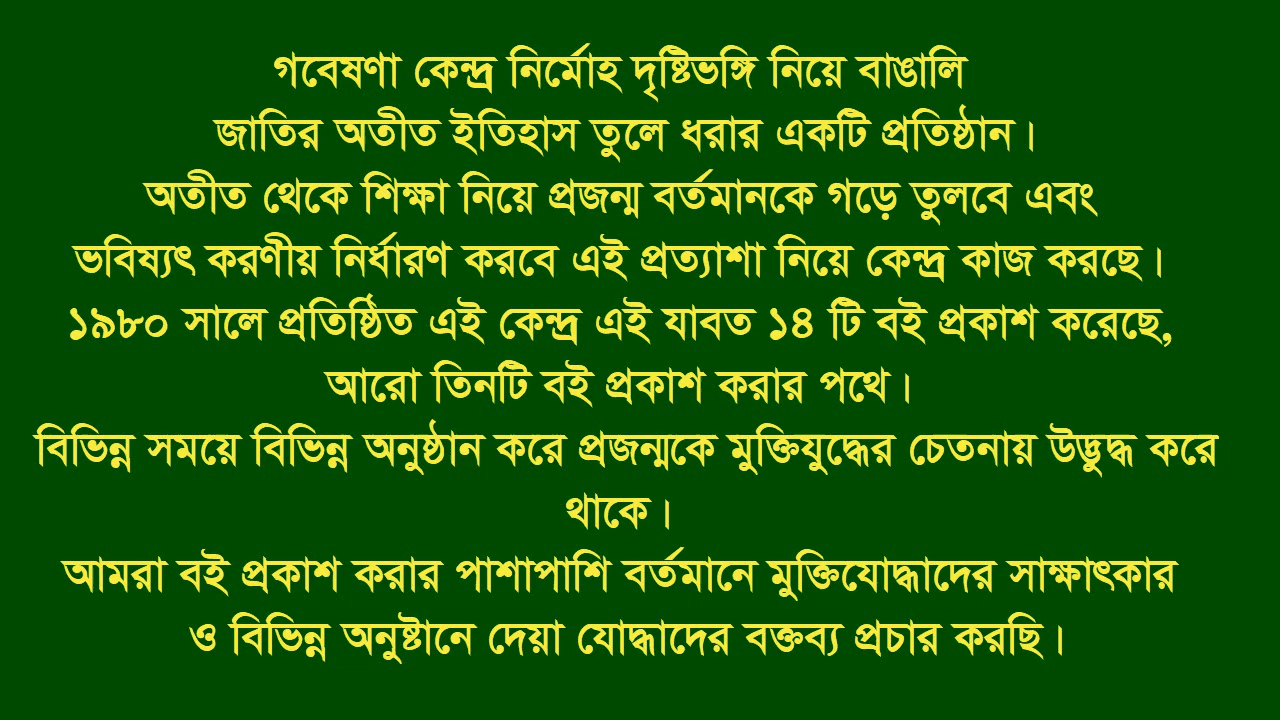 গবেষণা কেন্দ্র নির্মোহ দৃষ্টিভঙ্গি নিয়ে বাঙালি
জাতির অতীত ইতিহাস তুলে ধরার একটি প্রতিষ্ঠান।
অতীত থেকে শিক্ষা নিয়ে প্রজন্ম বর্তমানকে গড়ে তুলবে এবং
ভবিষ্যৎ করণীয় নির্ধারণ করবে এই প্রত্যাশা নিয়ে কেন্দ্র কাজ করছে।
১৯৮০ সালে প্রতিষ্ঠিত এই কেন্দ্র এই যাবত ১৪ টি বই প্রকাশ করেছে,
আরো তিনটি বই প্রকাশ করার পথে।
বিভিন্ন সময়ে বিভিন্ন অনুষ্ঠান করে প্রজন্মকে মুক্তিযুদ্ধের চেতনায় উদ্ভুদ্ধ করে
থাকে।
আমরা বই প্রকাশ করার পাশাপাশি বর্তমানে মুক্তিযোদ্ধাদের সাক্ষাৎকার
ও বিভিন্ন অনুষ্টানে দেয়া যোদ্ধাদের বক্তব্য প্রচার করছি।